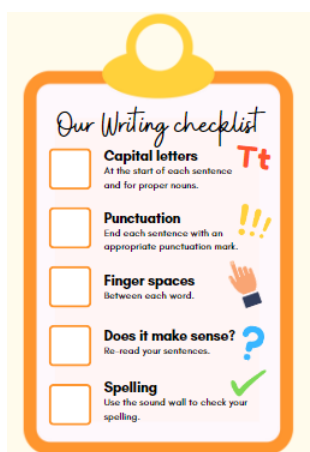 Our Writing checklist
Capital letters
Tt
At the start of each sentence
and for proper nouns.
Punctuation
!!!
End each sentence with an
appropriate punctuation mark.
Finger spaces
Between each word.
Does it make sense?
?
Re-read your sentences.
Spelling
Use the sound wall to check your
spelling.